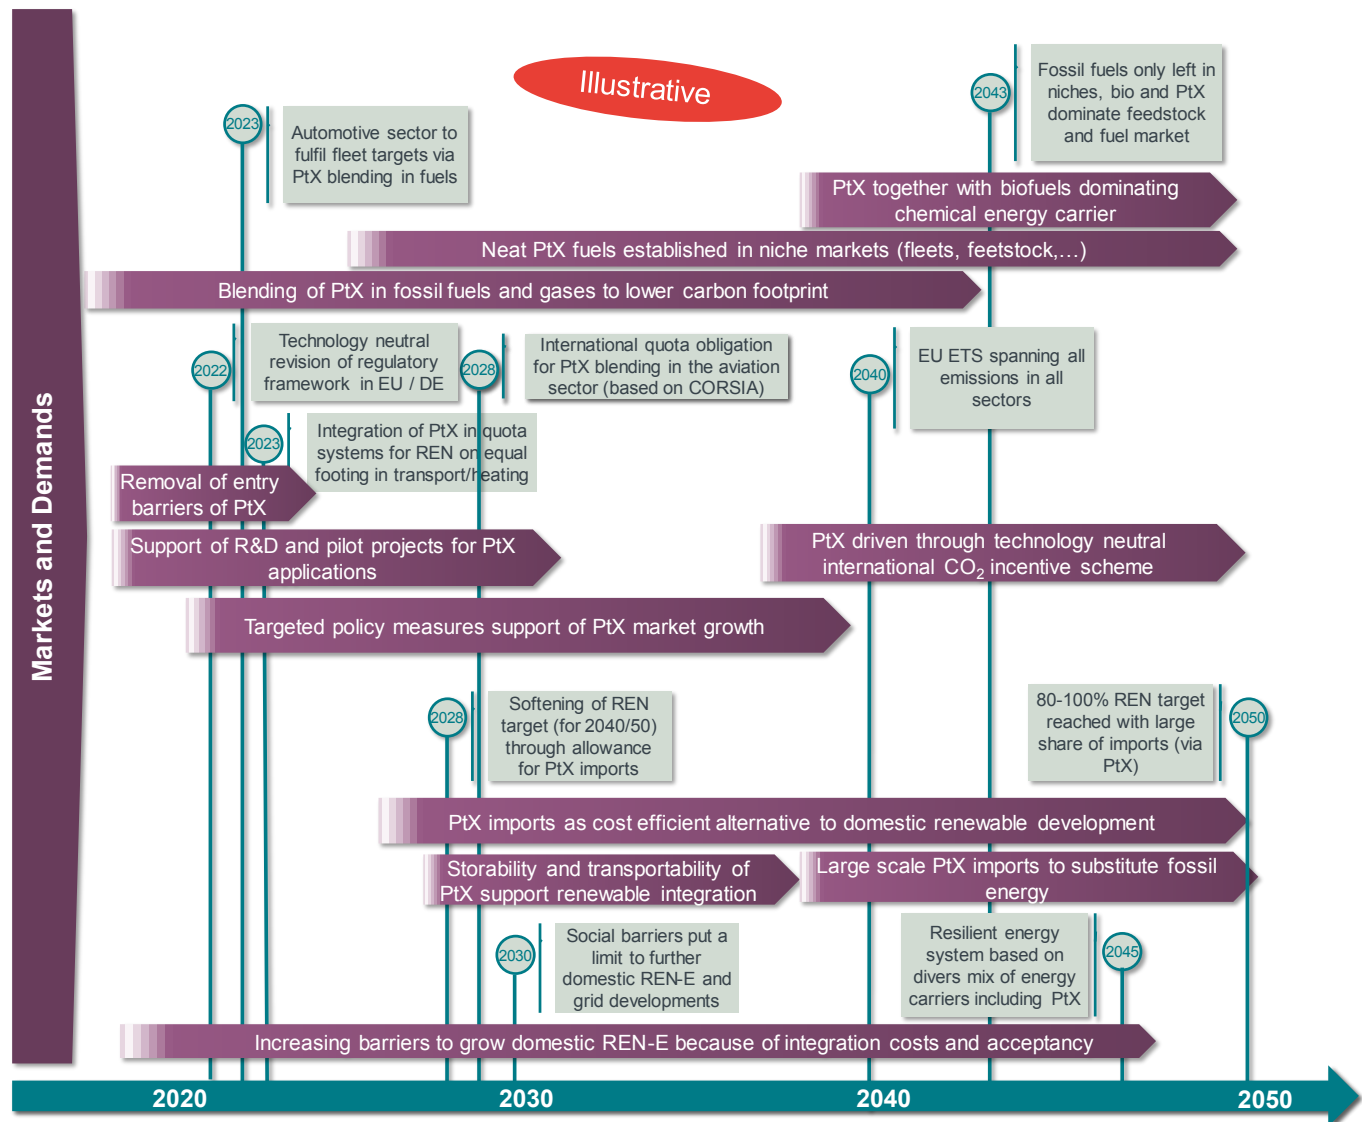 Markets and Demands
Illustrative
2023
Automotive sector to
fulfil fleet targets via
PtX blending in fuels
2043
Fossil fuels only left in
niches, bio and PtX
dominate feedstock
and fuel market
PtX together with biofuels dominating
chemical energy carrier
Neat PtX fuels established in niche markets (fleets, feetstock,…)
Blending of PtX in fossil fuels and gases to lower carbon footprint
2022
Technology neutral
revision of regulatory
framework in EU / DE
2028
International quota obligation
for PtX blending in the aviation
sector (based on CORSIA)
2040
EU ETS spanning all
emissions in all
sectors
2023
Integration of PtX in quota
systems for REN on equal
footing in transport/heating
Removal of entry
barriers of PtX
Support of R&D and pilot projects for PtX
applications
PtX driven through technology neutral
international CO2 incentive scheme
Targeted policy measures support of PtX market growth
2028
Softening of REN
target (for 2040/50)
through allowance
for PtX imports
80-100% REN target
reached with large
share of imports (via
PtX)
2050
PtX imports as cost efficient alternative to domestic renewable development
Storability and transportability of
PtX support renewable integration
Large scale PtX imports to substitute fossil
energy
2030
Social barriers put a
limit to further
domestic REN-E and
grid developments
Resilient energy
system based on
divers mix of energy
carriers including PtX
2045
Increasing barriers to grow domestic REN-E because of integration costs and acceptancy
2020
2030
2040
2050